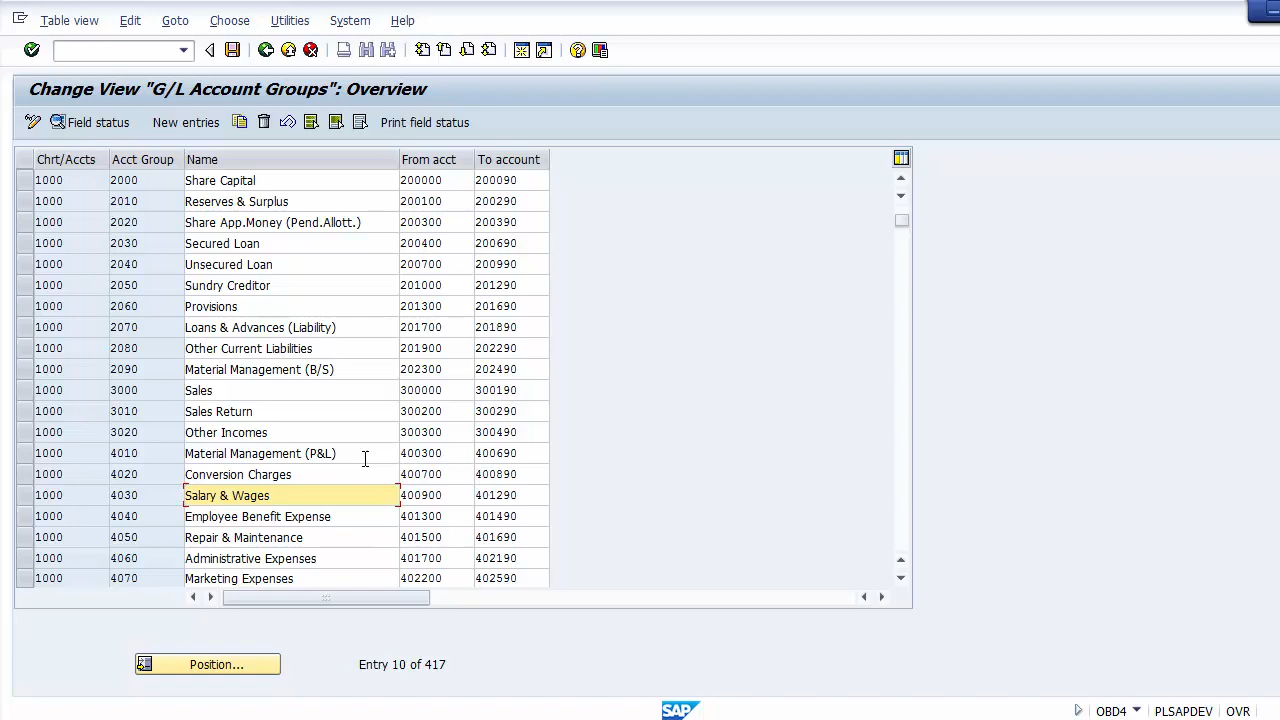 Table view Edit Goto Choose Utilities System Help
Change View "G/L Account Groups": Overview
Field status New entries Print field status
Chrt/Accts Acct Group Name From acct To account
1000 2000 Share Capital 200000 200090
1000 2010 Reserves & Surplus 200100 200290
1000 2020 Share App.Money (Pend.Allott.) 200300 200390
1000 2030 Secured Loan 200400 200690
1000 2040 Unsecured Loan 200700 200990
1000 2050 Sundry Creditor 201000 201290
1000 2060 Provisions 201300 201690
1000 2070 Loans & Advances (Liability) 201700 201890
1000 2080 Other Current Liabilities 201900 202290
1000 2090 Material Management (B/S) 202300 202490
1000 3000 Sales 300000 300190
1000 3010 Sales Return 300200 300290
1000 3020 Other Incomes 300300 300490
1000 4010 Material Management (P&L) 400300 400690
1000 4020 Conversion Charges 400700 400890
1000 4030 Salary & Wages 400900 401290
1000 4040 Employee Benefit Expense 401300 401490
1000 4050 Repair & Maintenance 401500 401690
1000 4060 Administrative Expenses 401700 402190
1000 4070 Marketing Expenses 402200 402590
Position... Entry 10 of 417
SAP OBD4 PLSAPDEV OVR